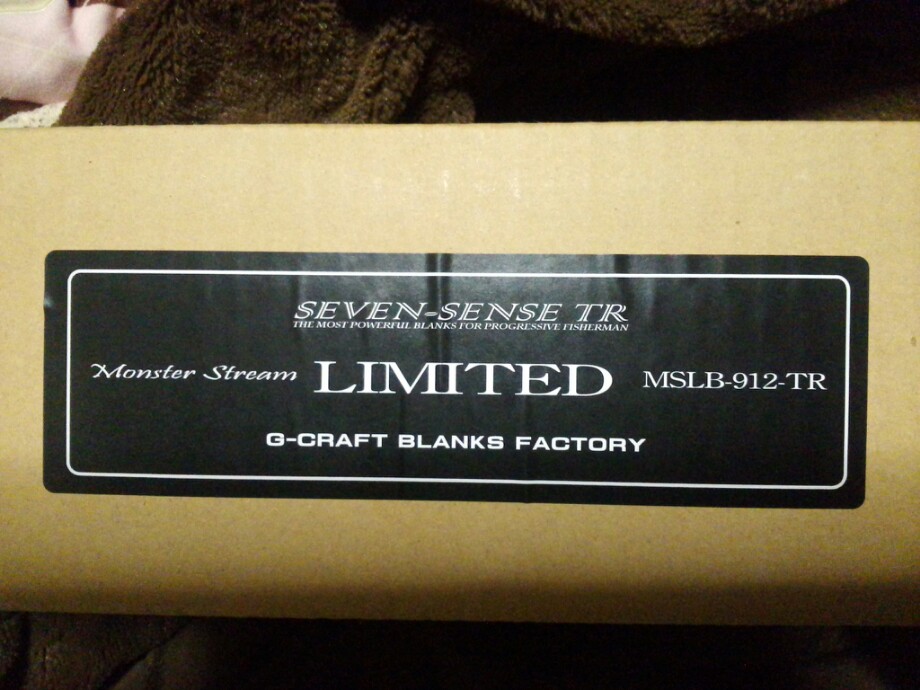 SEVEN-SENSE TR
THE MOST POWERFUL BLANKS FOR PROGRESSIVE FISHERMAN
Monster Stream LIMITED MSLB-912-TR
G-CRAFT BLANKS FACTORY